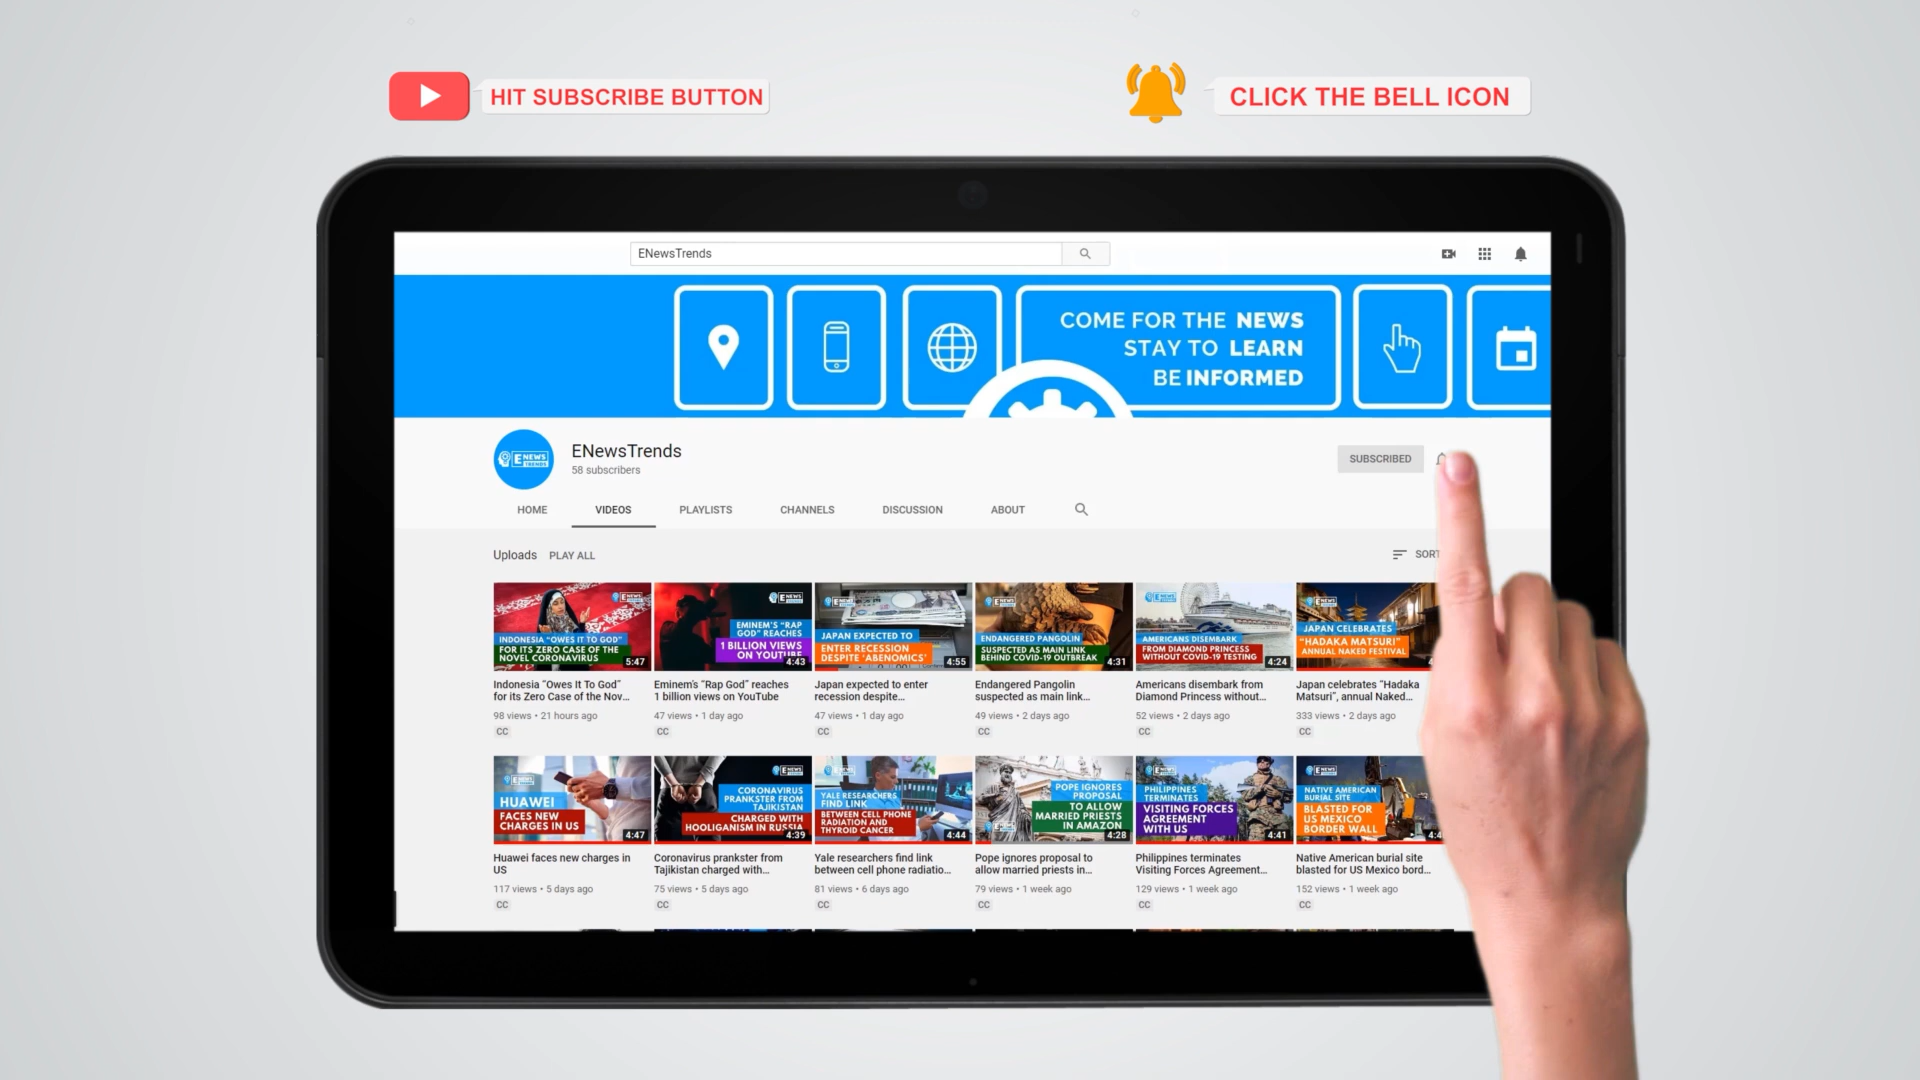 HIT SUBSCRIBE BUTTON
CLICK THE BELL ICON
ENewsTrends
COME FOR THE NEWS
STAY TO LEARN
BE INFORMED
E NEWS
TRENDS
ENewsTrends
58 subscribers
SUBSCRIBED
HOME VIDEOS PLAYLISTS CHANNELS DISCUSSION ABOUT
Uploads PLAY ALL
SORT
INDONESIA "OWES IT TO GOD"
FOR ITS ZERO CASE OF THE
NOVEL CORONAVIRUS
5:47
Indonesia "Owes It To God"
for its Zero Case of the Nov...
98 views • 21 hours ago
CC
EMINEM'S "RAP
GOD" REACHES
1 BILLION VIEWS
ON YOUTUBE
4:43
Eminem's "Rap God" reaches
1 billion views on YouTube
47 views • 1 day ago
CC
JAPAN EXPECTED TO
ENTER RECESSION
DESPITE 'ABENOMICS'
4:55
Japan expected to enter
recession despite...
47 views • 1 day ago
CC
ENDANGERED PANGOLIN
SUSPECTED AS MAIN LINK
BEHIND COVID-19 OUTBREAK
4:31
Endangered Pangolin
suspected as main link...
49 views • 2 days ago
CC
AMERICANS DISEMBARK
FROM DIAMOND PRINCESS
WITHOUT COVID-19 TESTING
4:24
Americans disembark from
Diamond Princess without...
52 views • 2 days ago
CC
JAPAN CELEBRATES
"HADAKA MATSURI"
ANNUAL NAKED FESTIVAL
Japan celebrates "Hadaka
Matsuri", annual Naked...
333 views • 2 days ago
CC
HUAWEI
FACES NEW
CHARGES IN US
4:47
Huawei faces new charges in
US
117 views • 5 days ago
CC
CORONAVIRUS
PRANKSTER FROM
TAJIKISTAN
CHARGED WITH
HOOLIGANISM IN RUSSIA
4:39
Coronavirus prankster from
Tajikistan charged with...
75 views • 5 days ago
CC
YALE RESEARCHERS
FIND LINK
BETWEEN CELL PHONE
RADIATION AND
THYROID CANCER
4:44
Yale researchers find link
between cell phone radiatio...
81 views • 6 days ago
CC
POPE IGNORES
PROPOSAL
TO ALLOW
MARRIED PRIESTS
IN AMAZON
4:28
Pope ignores proposal to
allow married priests in...
79 views • 1 week ago
CC
PHILIPPINES
TERMINATES
VISITING FORCES
AGREEMENT
WITH US
4:41
Philippines terminates
Visiting Forces Agreement...
129 views • 1 week ago
CC
NATIVE AMERICAN
BURIAL SITE
BLASTED FOR
US MEXICO
BORDER WALL
Native American burial site
blasted for US Mexico bord...
152 views • 1 week ago
CC